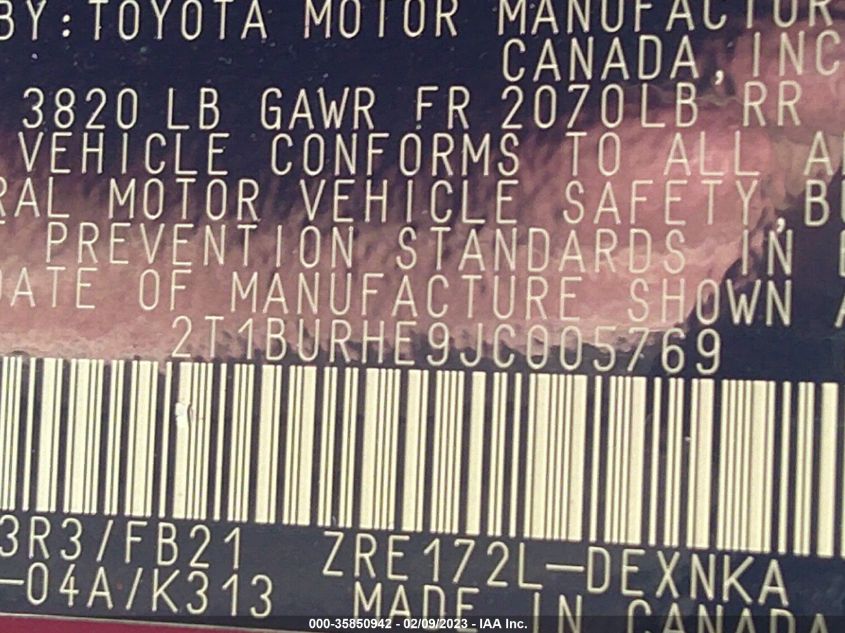 BY:TOYOTA MOTOR MANUFACTUR
CANADA,INC
3820 LB GAWR FR 2070LB RR
VEHICLE CONFORMS TO ALL A
RAL MOTOR VEHICLE SAFETY,BU
PREVENTION STANDARDS IN E
DATE OF MANUFACTURE SHOWN A
2T1BURHE9JC005769
3R3/FB21 ZRE172L-DEXNKA
-04A/K313 MADE IN CANADA
000-35850942 - 02/09/2023 - IAA Inc.